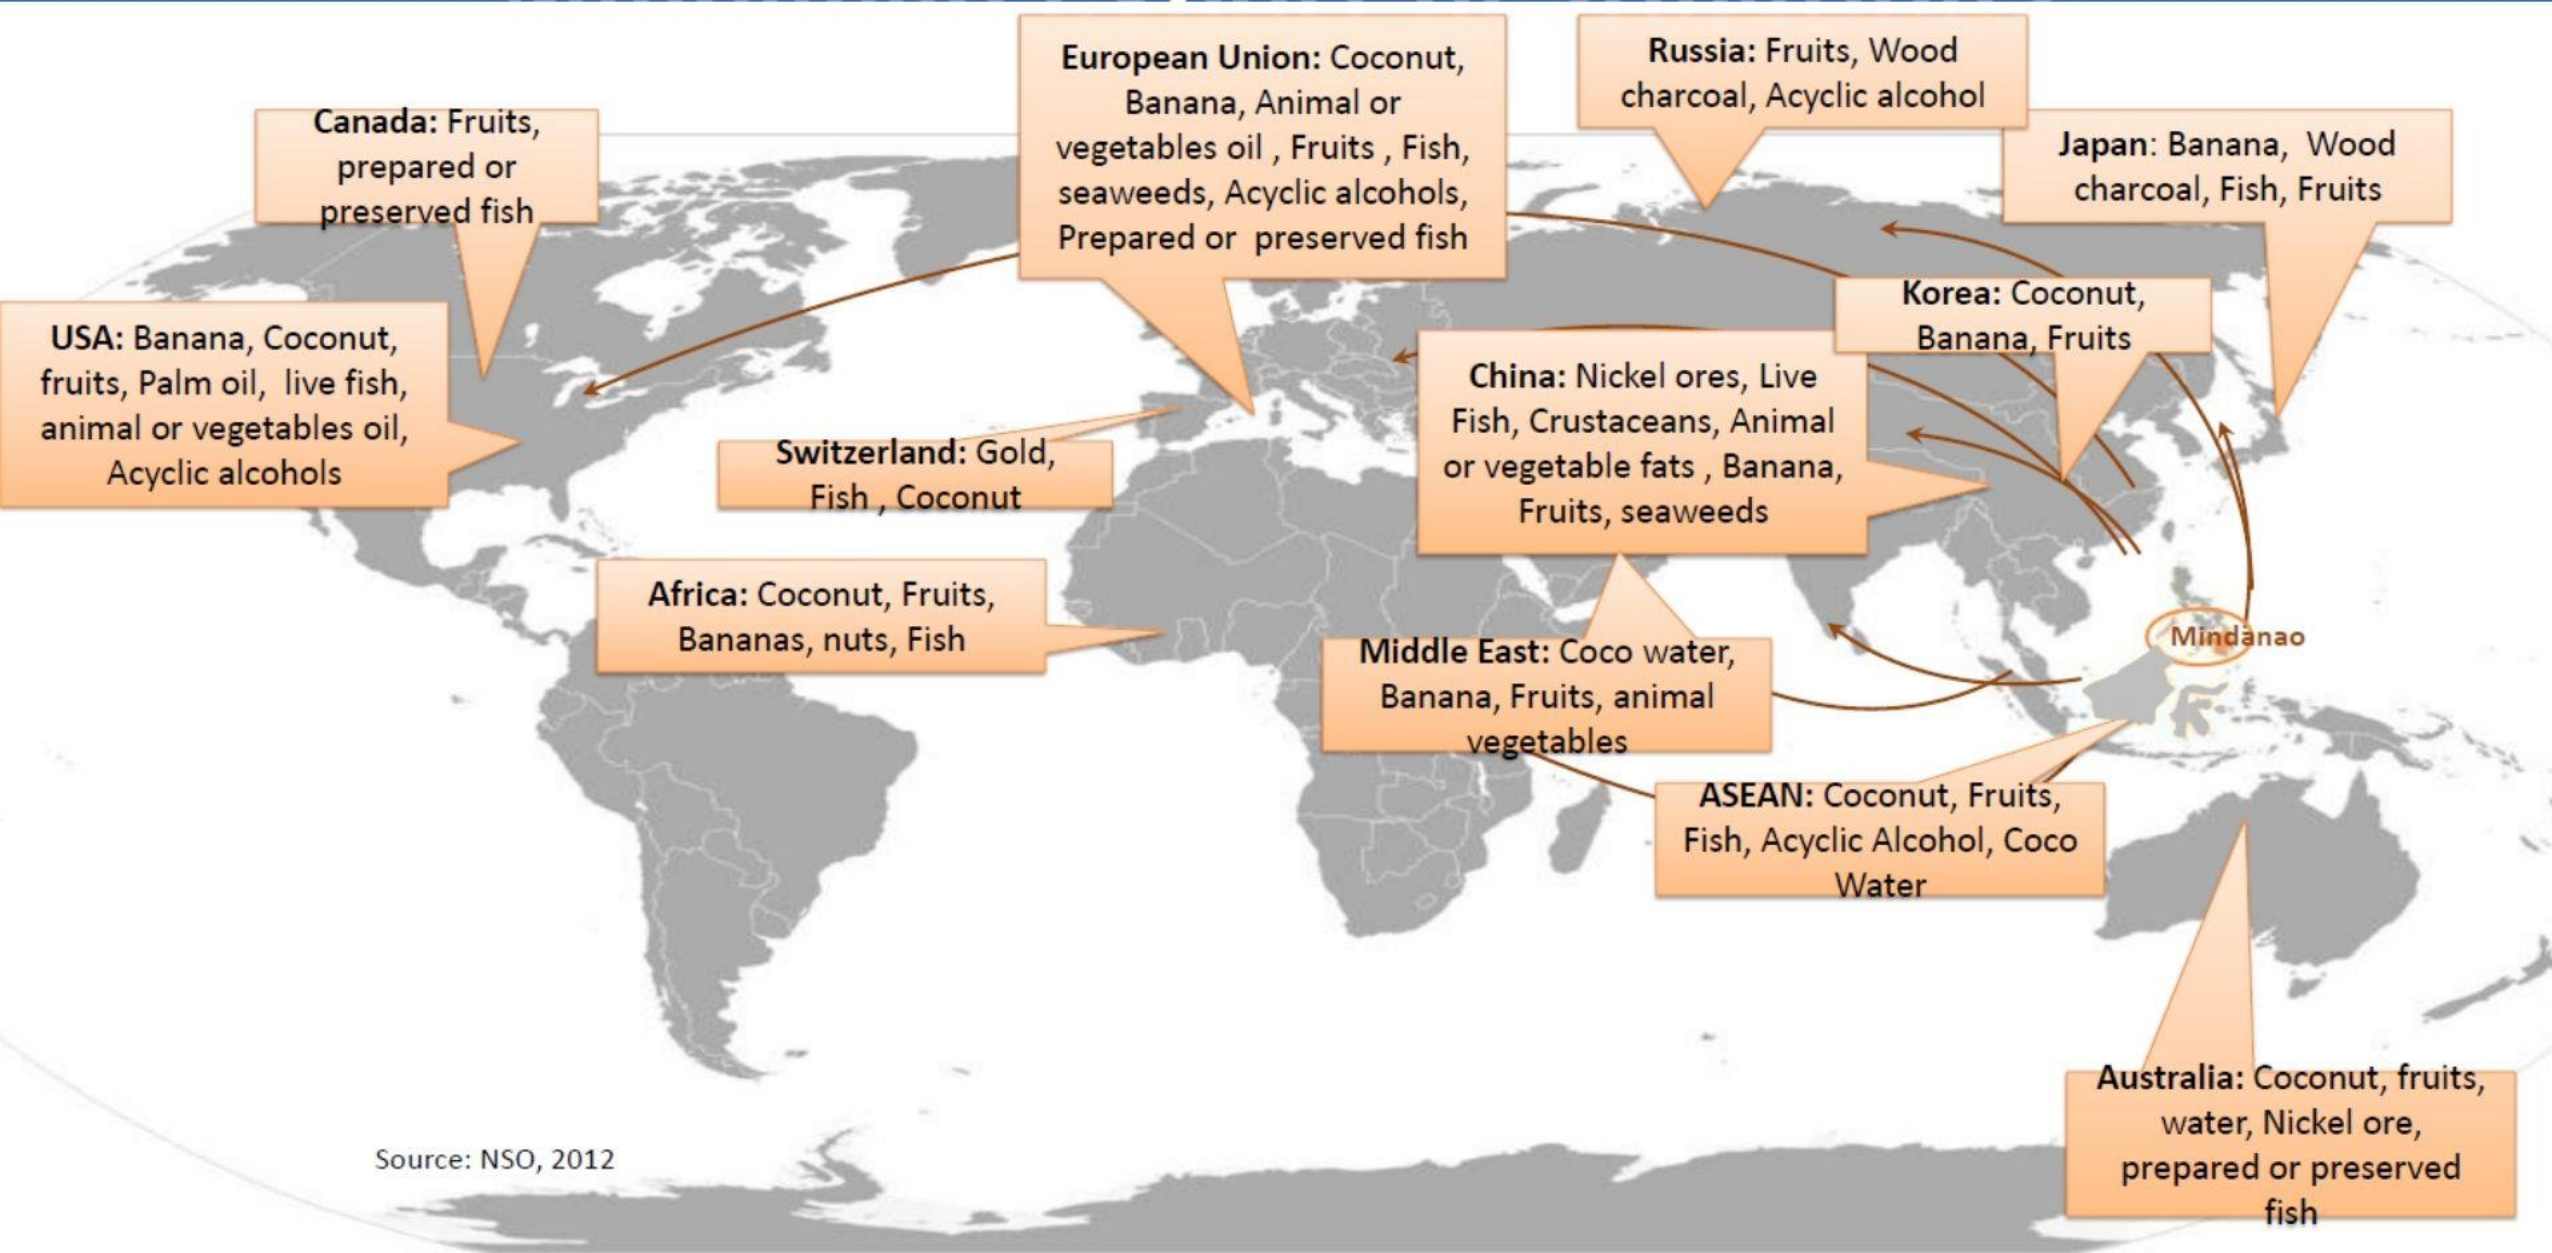 European Union: Coconut,
Banana, Animal or
vegetables oil , Fruits , Fish,
seaweeds, Acyclic alcohols,
Prepared or preserved fish
Russia: Fruits, Wood
charcoal, Acyclic alcohol
Canada: Fruits,
prepared or
preserved fish
Japan: Banana, Wood
charcoal, Fish, Fruits
USA: Banana, Coconut,
fruits, Palm oil, live fish,
animal or vegetables oil,
Acyclic alcohols
Korea: Coconut,
Banana, Fruits
China: Nickel ores, Live
Fish, Crustaceans, Animal
or vegetable fats , Banana,
Fruits, seaweeds
Switzerland: Gold,
Fish , Coconut
Africa: Coconut, Fruits,
Bananas, nuts, Fish
Mindanao
Middle East: Coco water,
Banana, Fruits, animal
vegetables
ASEAN: Coconut, Fruits,
Fish, Acyclic Alcohol, Coco
Water
Australia: Coconut, fruits,
water, Nickel ore,
prepared or preserved
fish
Source: NSO, 2012